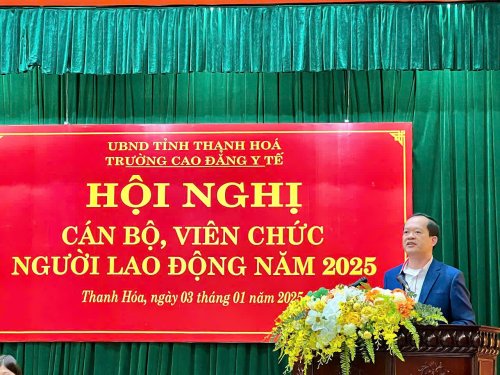 UBND TỈNH THANH HOÁ
TRƯỜNG CAO ĐẲNG Y TẾ
HỘI NGHỊ
CÁN BỘ, VIÊN CHỨC
NGƯỜI LAO ĐỘNG NĂM 2025
Thanh Hóa, ngày 03 tháng 01 năm 2025